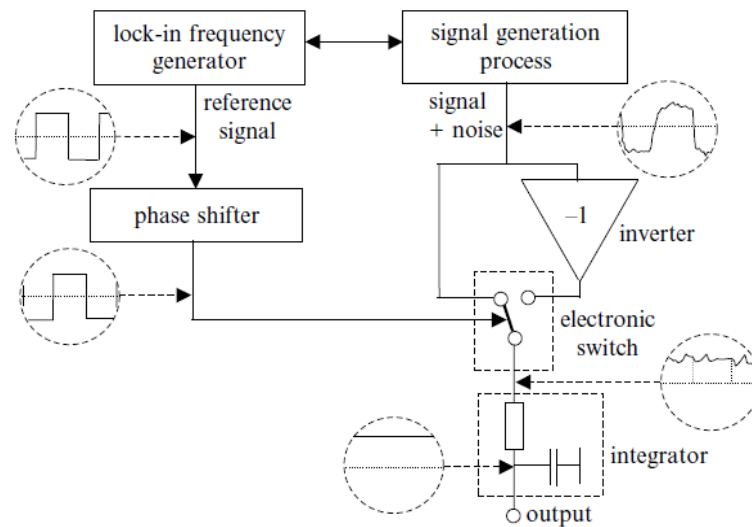 lock-in frequency
generator
signal generation
process
reference
signal
signal
+ noise
phase shifter
–1
inverter
electronic
switch
integrator
output